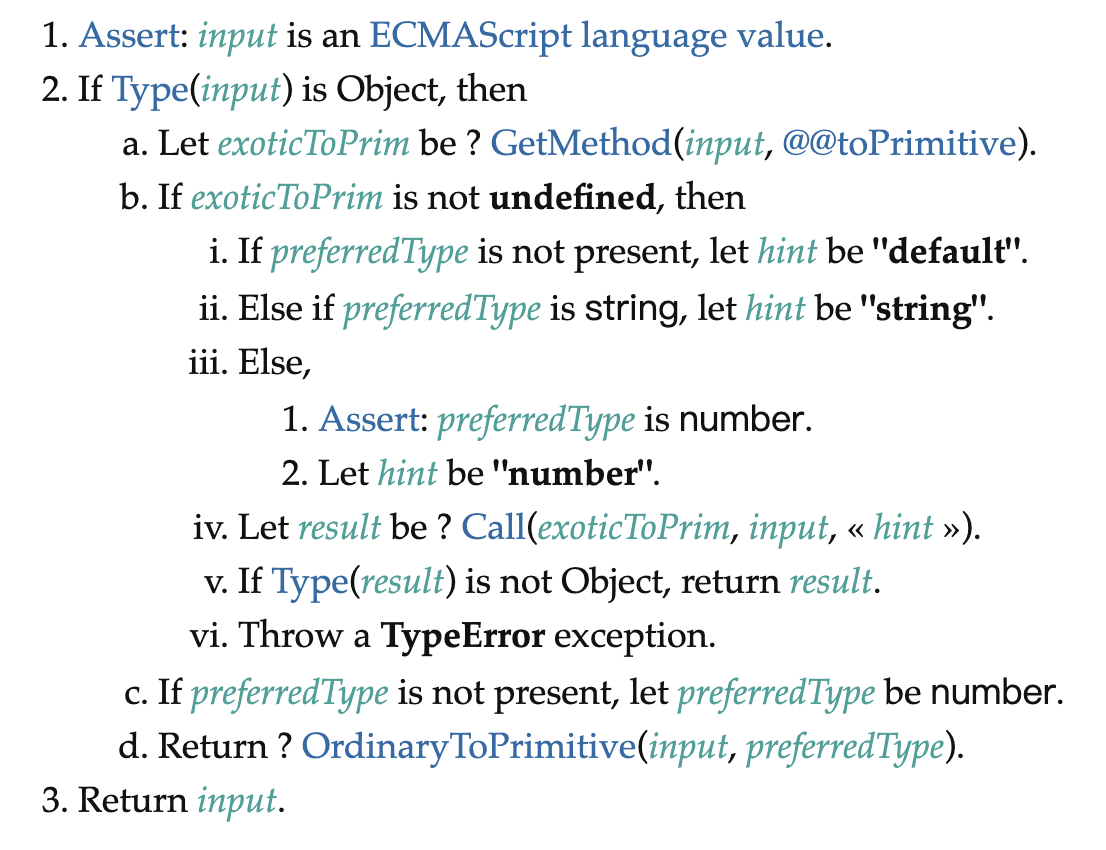 1. Assert: input is an ECMAScript language value.
2. If Type(input) is Object, then
a. Let exoticToPrim be ? GetMethod(input, @@toPrimitive).
b. If exoticToPrim is not undefined, then
i. If preferredType is not present, let hint be "default".
ii. Else if preferredType is string, let hint be "string".
iii. Else,
1. Assert: preferredType is number.
2. Let hint be "number".
iv. Let result be ? Call(exoticToPrim, input, « hint »).
v. If Type(result) is not Object, return result.
vi. Throw a TypeError exception.
c. If preferredType is not present, let preferredType be number.
d. Return ? OrdinaryToPrimitive(input, preferredType).
3. Return input.